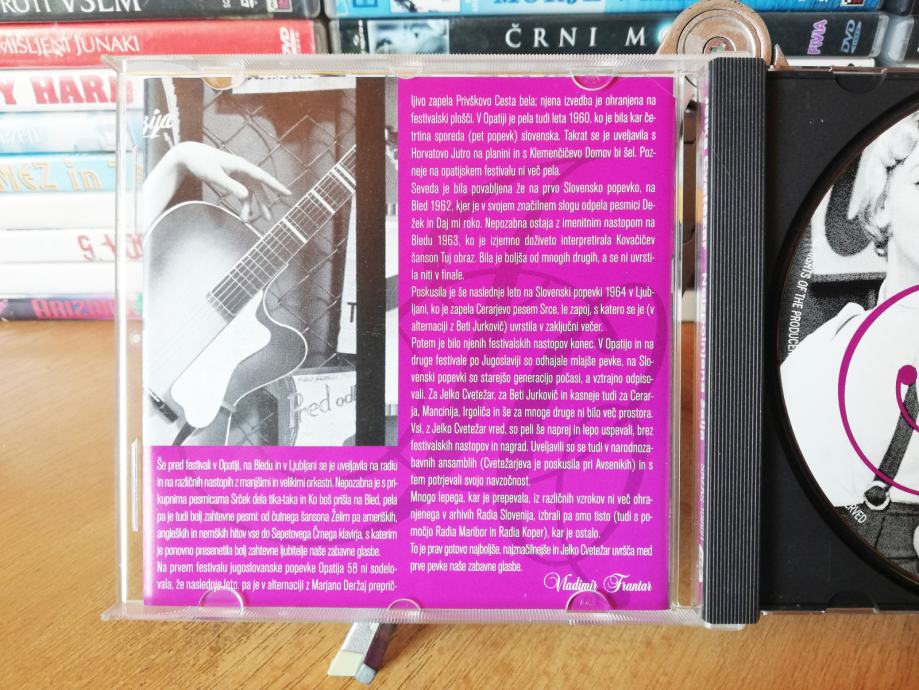 PROTI VSEM
MIŠLJENI JUNAKI
DVD
ČRNI M
FIVIA
DVD
Y HARD
MEZ in
Pred od
Še pred festivali v Opatiji, na Bledu in v Ljubljani se je uveljavila na radiu
in na različnih nastopih z manjšimi in velikimi orkestri. Nepozabna je s pri-
kupnima pesmicama Srček dela tika-taka in Ko boš prišla na Bled, pela
pa je tudi bolj zahtevne pesmi: od čutnega šansona Želim pa ameriških,
angleških in nemških hitov vse do Sepetovega Črnega klavirja, s katerim
je ponovno presenetila bolj zahtevne ljubitelje naše zabavne glasbe.
Na prvem festivalu jugoslovanske popevke Opatija 58 ni sodelo-
vala, že naslednje leto, pa je v alternaciji z Marjano Deržaj prepričl-
ljivo zapela Privškovo Cesta bela; njena izvedba je ohranjena na
festivalski plošči. V Opatiji je pela tudi leta 1960, ko je bila kar če-
trtina sporeda (pet popevk) slovenska. Takrat se je uveljavila s
Horvatovo Jutro na planini in s Klemenčičevo Domov bi šel. Poz-
neje na opatijskem festivalu ni več pela.
Seveda je bila povabljena že na prvo Slovensko popevko, na
Bled 1962, kjer je v svojem značilnem slogu odpela pesmici De-
žek in Daj mi roko. Nepozabna ostaja z imenitnim nastopom na
Bledu 1963, ko je izjemno doživeto interpretirala Kovačičev
šanson Tuj obraz. Bila je boljša od mnogih drugih, a se ni uvrsti-
la niti v finale.
Poskusila je še naslednje leto na Slovenski popevki 1964 v Ljub-
ljani, ko je zapela Cerarjevo pesem Srce, le zapoj, s katero se je (v
alternaciji z Beti Jurkovič) uvrstila v zaključni večer.
Potem je bilo njenih festivalskih nastopov konec. V Opatijo in na
druge festivale po Jugoslaviji so odhajale mlajše pevke, na Slo-
venski popevki so starejšo generacijo počasi, a vztrajno odpiso-
vali. Za Jelko Cvetežar, za Beti Jurkovič in kasneje tudi za Cerar-
ja, Mancinija, Irgoliča in še za mnoge druge ni bilo več prostora.
Vsi, z Jelko Cvetežar vred, so peli še naprej in lepo uspevali, brez
festivalskih nastopov in nagrad. Uveljavili so se tudi v narodnoza-
bavnih ansamblih (Cvetežarjeva je poskusila pri Avsenikih) in s
tem potrjevali svojo navzočnost.
Mnogo lepega, kar je prepevala, iz različnih vzrokov ni več ohra-
njenega v arhivih Radia Slovenija, izbrali pa smo tisto (tudi s po-
močjo Radia Maribor in Radia Koper), kar je ostalo.
To je prav gotovo najboljše, najznačilnejše in Jelko Cvetežar uvršča med
prve pevke naše zabavne glasbe.
Vladimir Frantar
RIGHTS OF THE PRODUCER